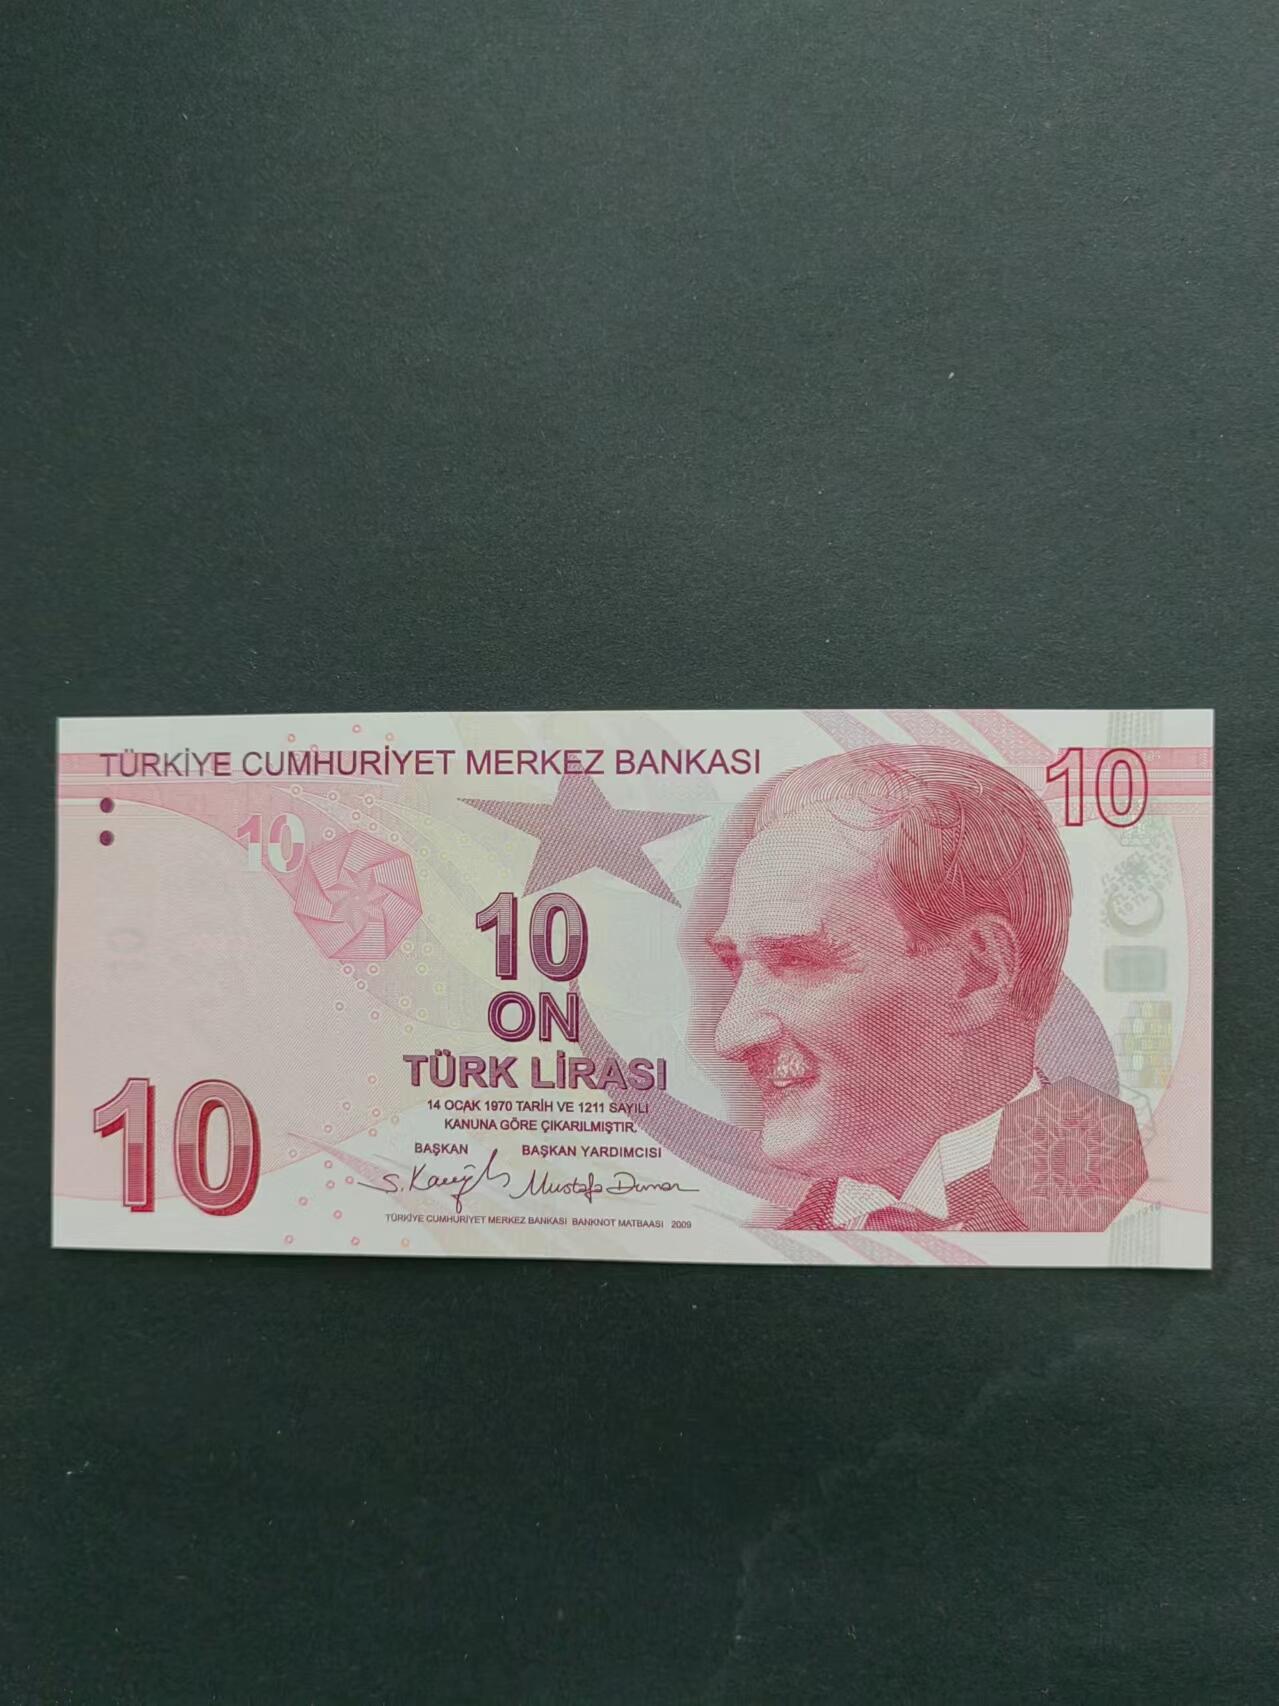 TÜRKİYE CUMHURİYET MERKEZ BANKASI
10
10
10
ON
TÜRK LİRASI
14 OCAK 1970 TARİH VE 1211 SAYILI
KANUNA GÖRE ÇIKARILMIŞTIR.
BAŞKAN BAŞKAN YARDIMCISI
10
TÜRKİYE CUMHURİYET MERKEZ BANKASI BANKNOT MATBAASI 2009